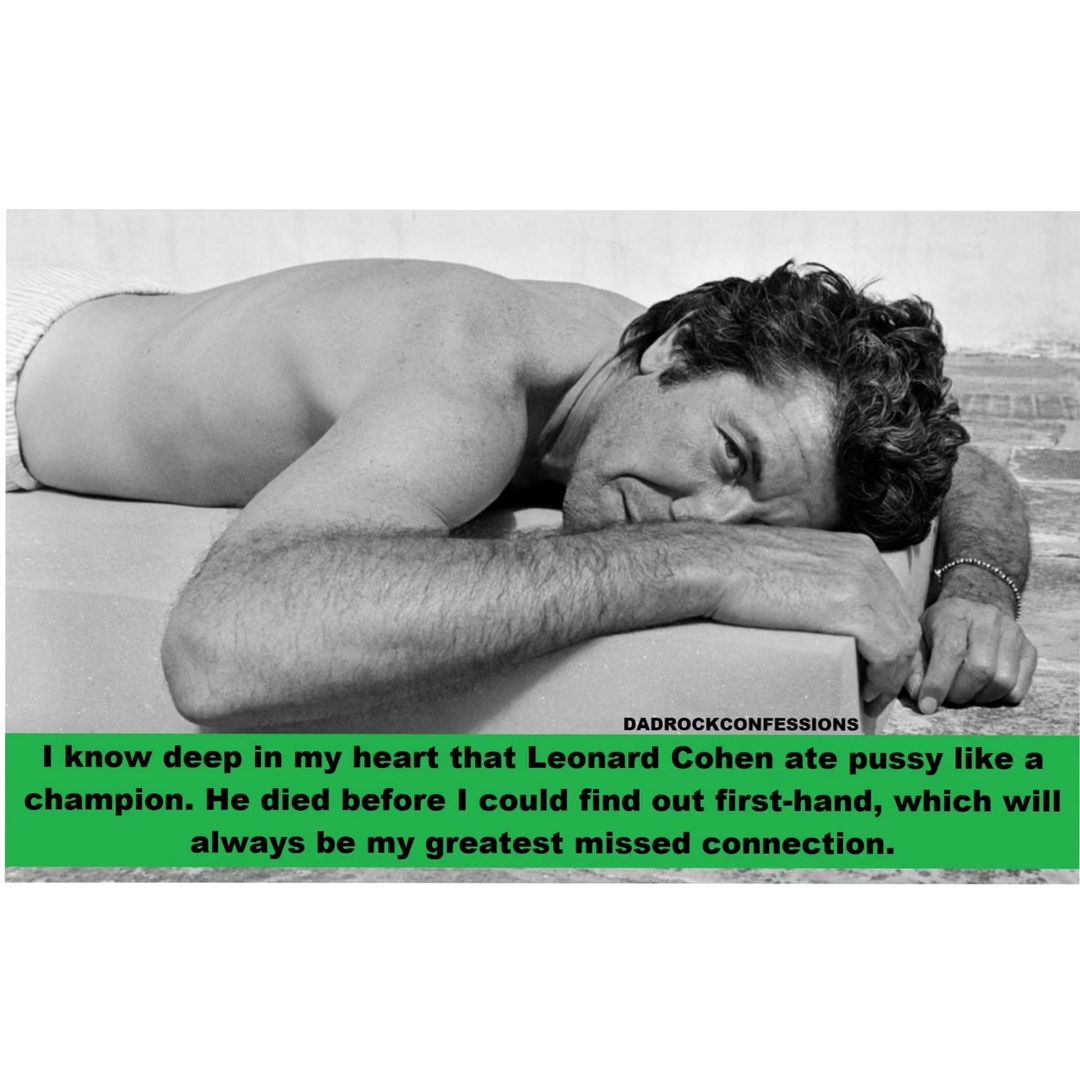 DADROCKCONFESSIONS
I know deep in my heart that Leonard Cohen ate pussy like a
champion. He died before I could find out first-hand, which will
always be my greatest missed connection.